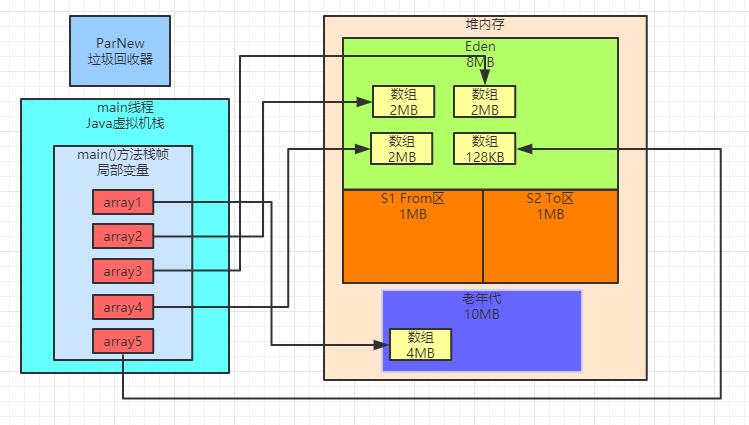 ParNew
垃圾回收器
main线程
Java虚拟机栈
main()方法栈帧
局部变量
array1
array2
array3
array4
array5
堆内存
Eden
8MB
数组
2MB
数组
2MB
数组
2MB
数组
128KB
S1 From区
1MB
S2 To区
1MB
老年代
10MB
数组
4MB